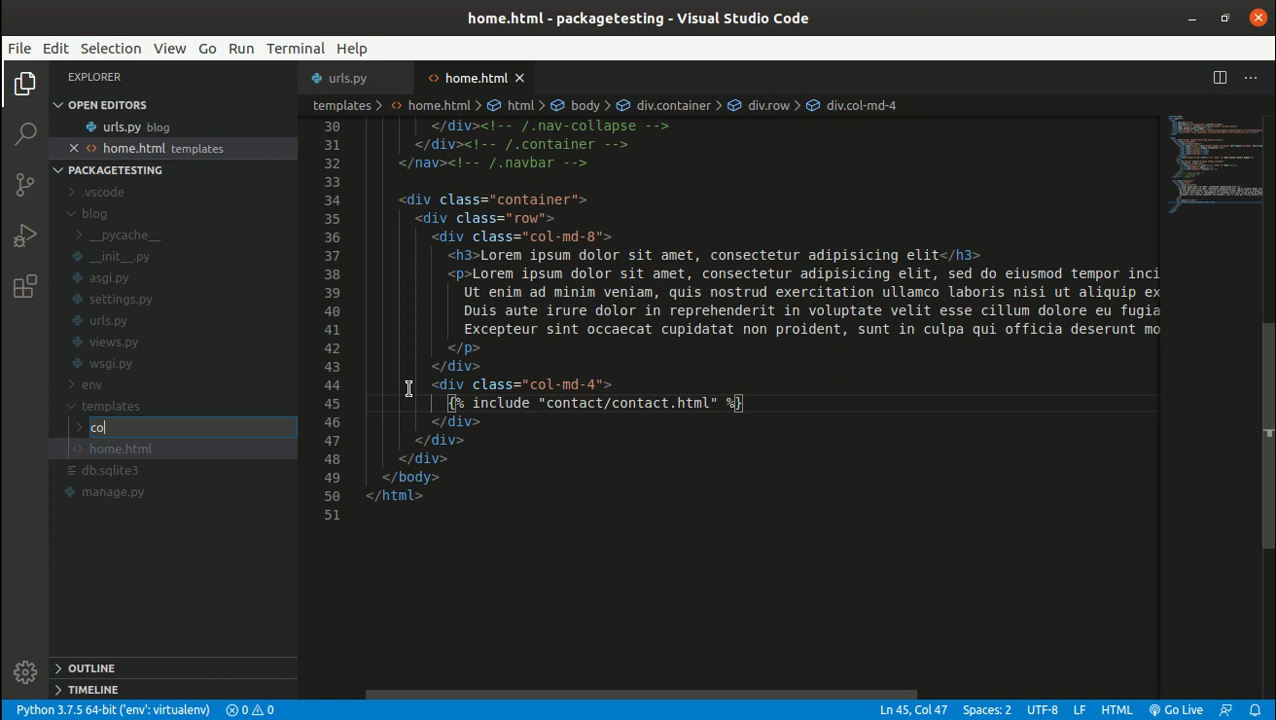 home.html - packagetesting - Visual Studio Code
File Edit Selection View Go Run Terminal Help
EXPLORER
OPEN EDITORS
urls.py blog
home.html templates
PACKAGETESTING
.vscode
blog
__pycache__
__init__.py
asgi.py
settings.py
urls.py
views.py
wsgi.py
env
templates
co
home.html
db.sqlite3
manage.py
OUTLINE
TIMELINE
urls.py home.html
templates > home.html > html > body > div.container > div.row > div.col-md-4
30 </div><!-- /.nav-collapse -->
31 </div><!-- /.container -->
32 </nav><!-- /.navbar -->
33
34 <div class="container">
35 <div class="row">
36 <div class="col-md-8">
37 <h3>Lorem ipsum dolor sit amet, consectetur adipisicing elit</h3>
38 <p>Lorem ipsum dolor sit amet, consectetur adipisicing elit, sed do eiusmod tempor inci
39 Ut enim ad minim veniam, quis nostrud exercitation ullamco laboris nisi ut aliquip ex
40 Duis aute irure dolor in reprehenderit in voluptate velit esse cillum dolore eu fugia
41 Excepteur sint occaecat cupidatat non proident, sunt in culpa qui officia deserunt mo
42 </p>
43 </div>
44 <div class="col-md-4">
45 {% include "contact/contact.html" %}
46 </div>
47 </div>
48 </div>
49 </body>
50 </html>
51
Python 3.7.5 64-bit ('env': virtualenv) 0 0 Ln 45, Col 47 Spaces: 2 UTF-8 LF HTML Go Live